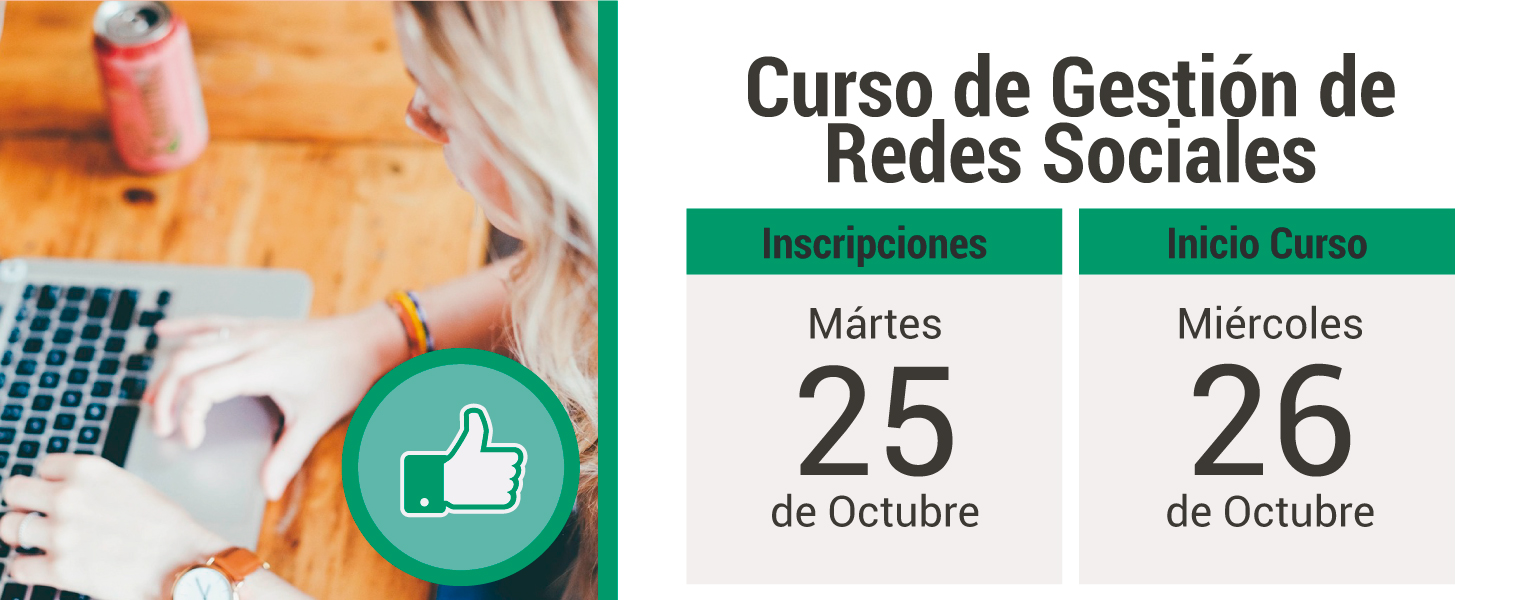 Curso de Gestión de
Redes Sociales
Inscripciones
Mártes
25
de Octubre
Inicio Curso
Miércoles
26
de Octubre